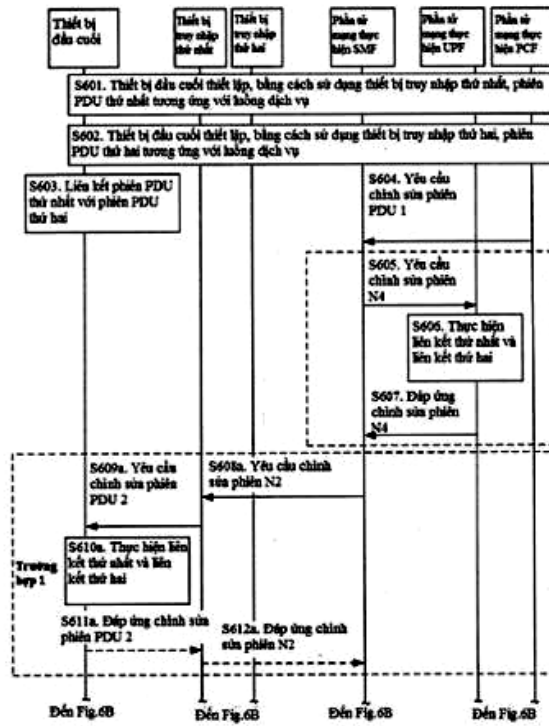 Thiết bị
đầu cuối
Thiết bị
truy nhập
thứ nhất
Thiết bị
truy nhập
thứ hai
Phần tử
mạng thực
hiện SMF
Phần tử
mạng thực
hiện UPF
Phần tử
mạng thực
hiện PCF
S601. Thiết bị đầu cuối thiết lập, bằng cách sử dụng thiết bị truy nhập thứ nhất, phiên
PDU thứ nhất tương ứng với luồng dịch vụ
S602. Thiết bị đầu cuối thiết lập, bằng cách sử dụng thiết bị truy nhập thứ hai, phiên
PDU thứ hai tương ứng với luồng dịch vụ
S603. Liên kết phiên PDU
thứ nhất với phiên PDU
thứ hai
S604. Yêu cầu
chỉnh sửa phiên
PDU 1
S605. Yêu cầu
chỉnh sửa phiên
N4
S606. Thực hiện
liên kết thứ nhất và
liên kết thứ hai
S607. Đáp ứng
chỉnh sửa phiên
N4
S609a. Yêu cầu
chỉnh sửa phiên
PDU 2
S608a. Yêu cầu chỉnh
sửa phiên N2
Trường
hợp 1
S610a. Thực hiện liên
kết thứ nhất và liên
kết thứ hai
S611a. Đáp ứng chỉnh sửa
phiên PDU 2
S612a. Đáp ứng chỉnh
sửa phiên N2
Đến Fig.6B
Đến Fig.6B
Đến Fig.6B
Đến Fig.6B